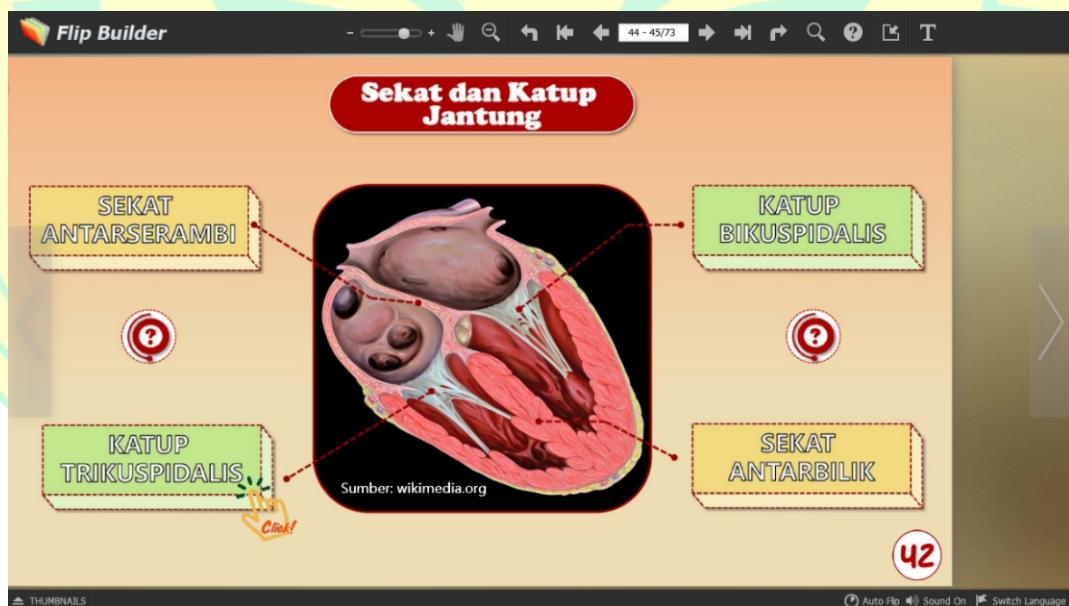 Flip Builder
- +
44 - 45/73
? T
Sekat dan Katup
Jantung
SEKAT
ANTARSERAMBI
KATUP
BIKUSPIDALIS
?
?
KATUP
TRIKUSPIDALIS
Click!
SEKAT
ANTARBILIK
Sumber: wikimedia.org
42
THUMBNAILS
Auto Flip
Sound On
Switch Language